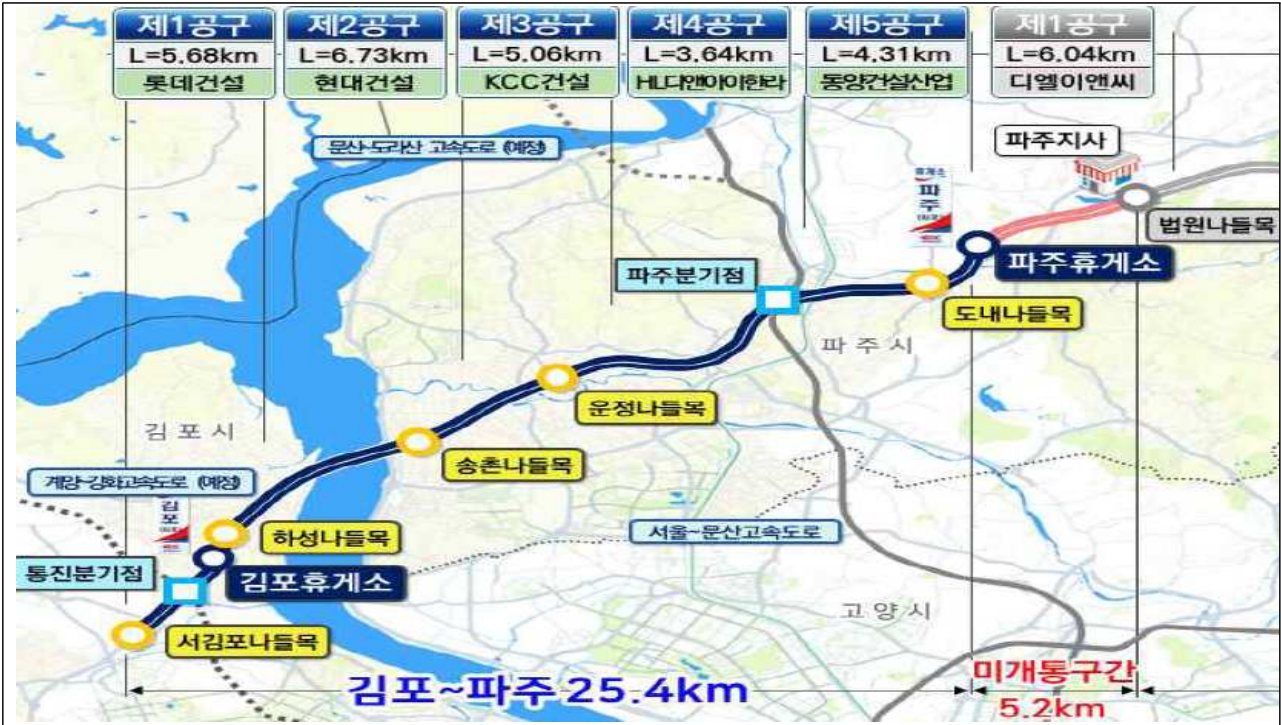 제1공구
L=5.68km
롯데건설
제2공구
L=6.73km
현대건설
제3공구
L=5.06km
KCC건설
제4공구
L=3.64km
HL디앤아이한라
제5공구
L=4.31km
동양건설산업
제1공구
L=6.04km
디엘이앤씨
문산-도라산 고속도로 (예정)
파주지사
휴게소
파주
법원나들목
파주휴게소
파주분기점
도내나들목
파주시
운정나들목
김포시
송촌나들목
계양-강화고속도로 (예정)
김포
하성나들목
서울~문산고속도로
통진분기점
김포휴게소
고양시
서김포나들목
김포~파주 25.4km
미개통구간
5.2km